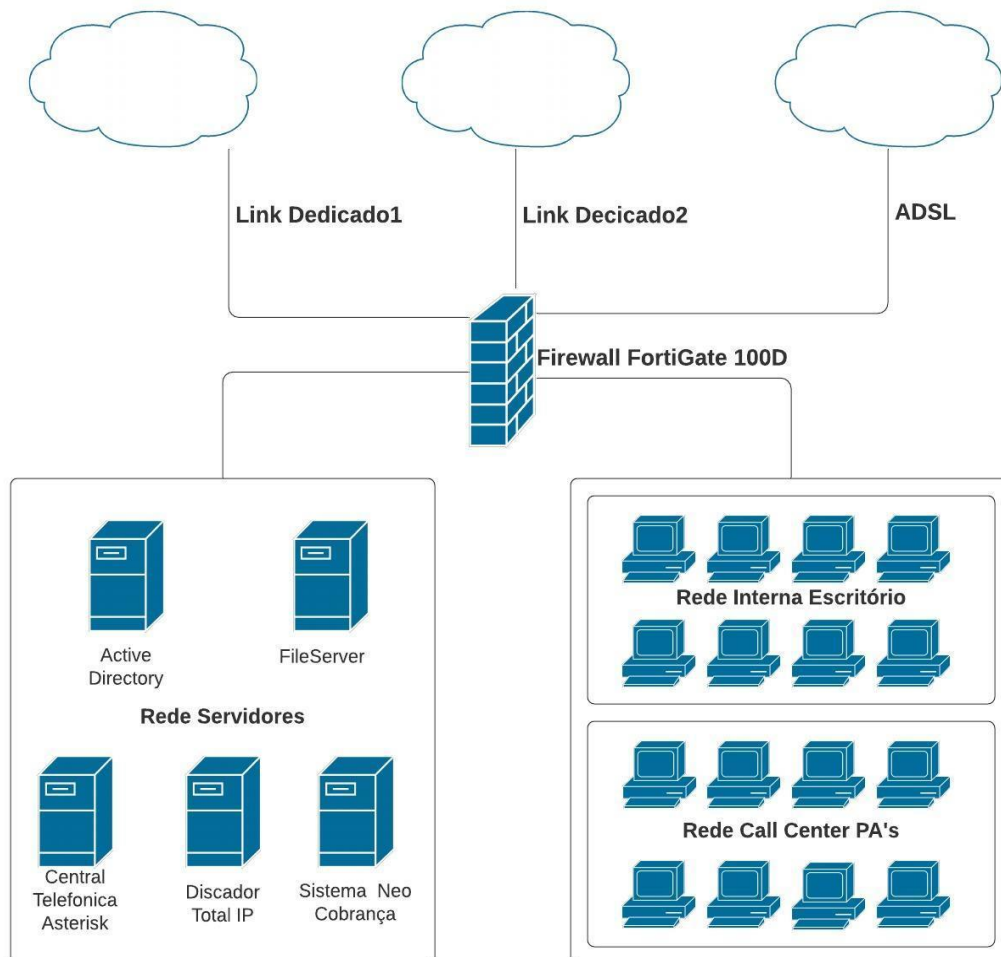 Link Dedicado1
Link Decicado2
ADSL
Firewall FortiGate 100D
Active
Directory
FileServer
Rede Servidores
Central
Telefonica
Asterisk
Discador
Total IP
Sistema Neo
Cobrança
Rede Interna Escritório
Rede Call Center PA's